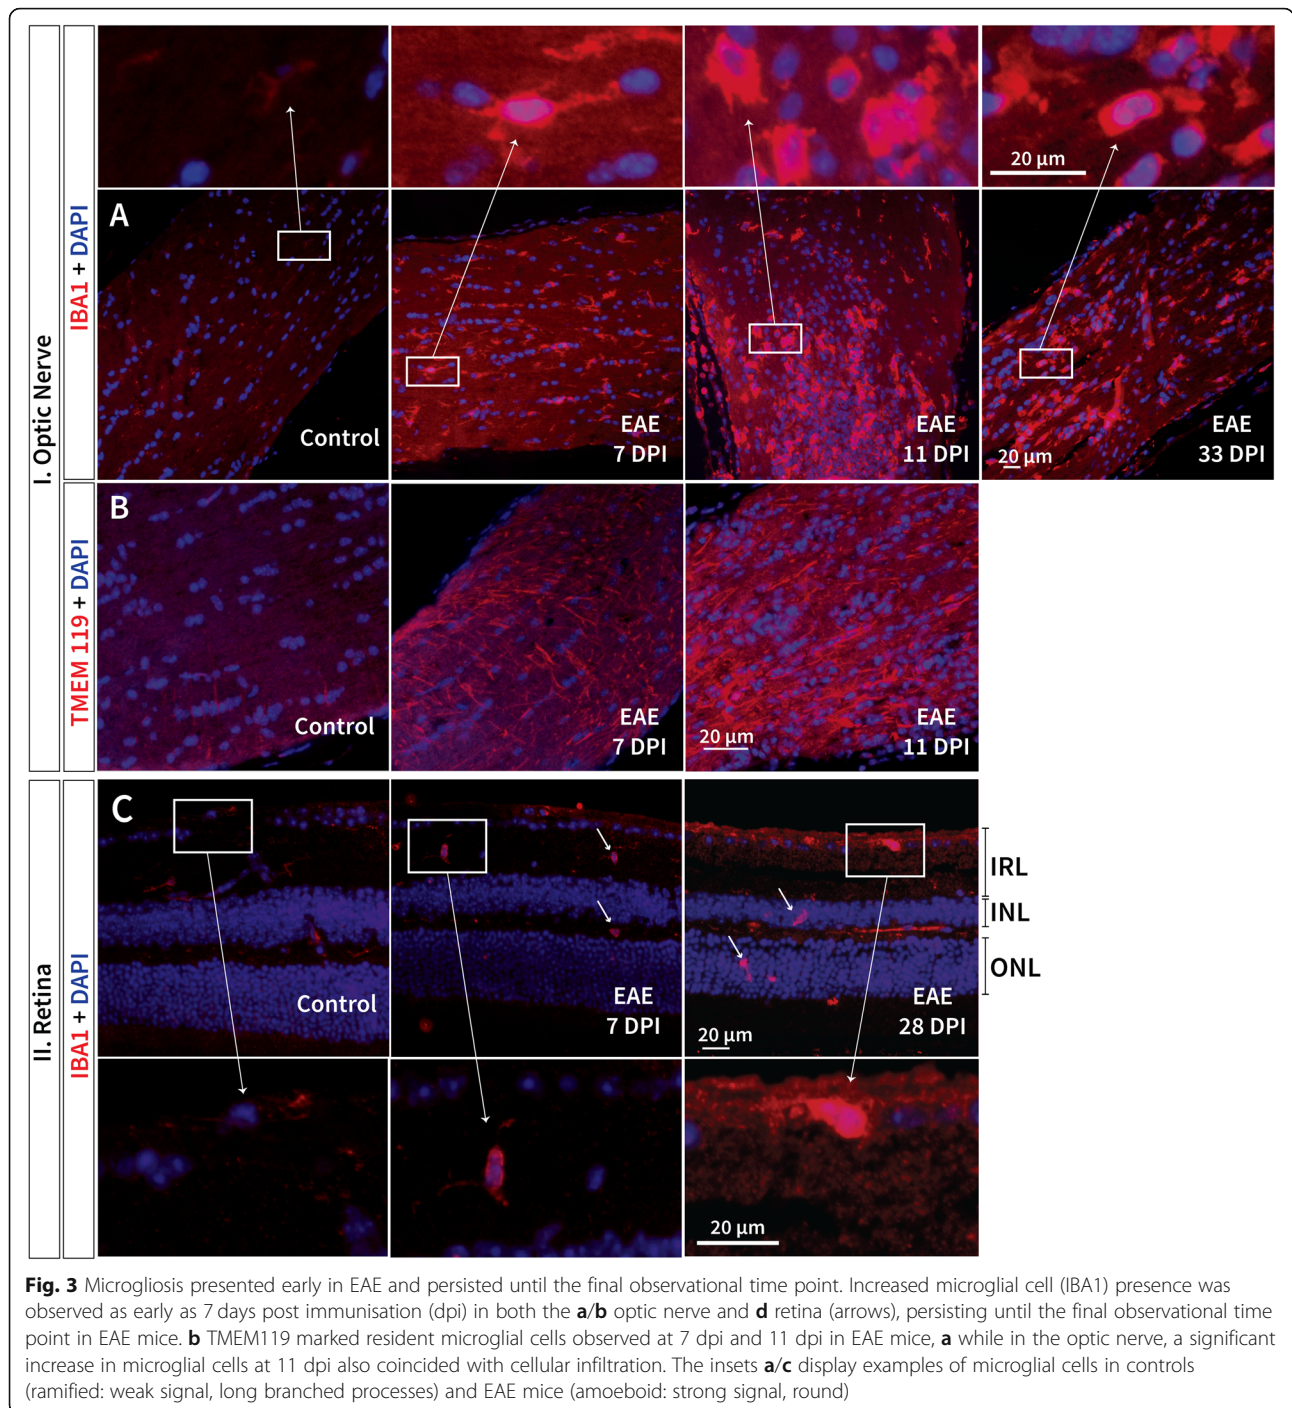 I. Optic Nerve
IBA1 + DAPI
20 µm
A
Control
EAE
7 DPI
EAE
11 DPI
20 µm
EAE
33 DPI
TMEM 119 + DAPI
B
Control
EAE
7 DPI
20 µm
EAE
11 DPI
II. Retina
IBA1 + DAPI
C
Control
EAE
7 DPI
20 µm
EAE
28 DPI
IRL
INL
ONL
20 µm
Fig. 3 Microgliosis presented early in EAE and persisted until the final observational time point. Increased microglial cell (IBA1) presence was
observed as early as 7 days post immunisation (dpi) in both the a/b optic nerve and d retina (arrows), persisting until the final observational time
point in EAE mice. b TMEM119 marked resident microglial cells observed at 7 dpi and 11 dpi in EAE mice, a while in the optic nerve, a significant
increase in microglial cells at 11 dpi also coincided with cellular infiltration. The insets a/c display examples of microglial cells in controls
(ramified: weak signal, long branched processes) and EAE mice (amoeboid: strong signal, round)